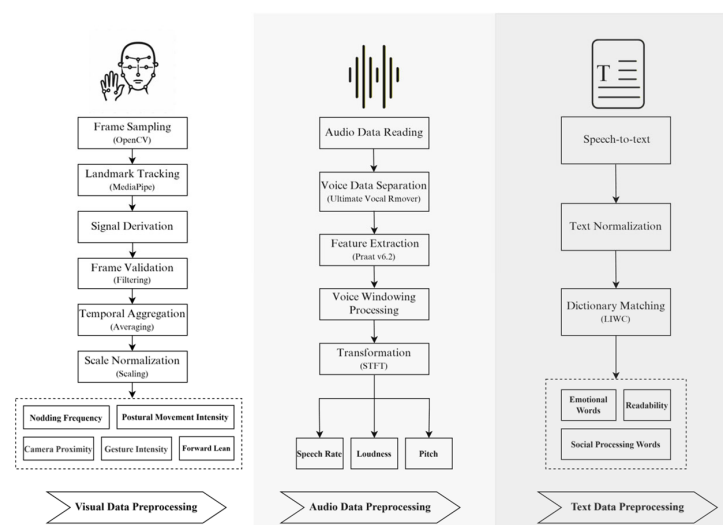 Frame Sampling
(OpenCV)
Landmark Tracking
(MediaPipe)
Signal Derivation
Frame Validation
(Filtering)
Temporal Aggregation
(Averaging)
Scale Normalization
(Scaling)
Nodding Frequency
Postural Movement Intensity
Camera Proximity
Gesture Intensity
Forward Lean
Visual Data Preprocessing
Audio Data Reading
Voice Data Separation
(Ultimate Vocal Rmover)
Feature Extraction
(Praat v6.2)
Voice Windowing
Processing
Transformation
(STFT)
Speech Rate
Loudness
Pitch
Audio Data Preprocessing
T
Speech-to-text
Text Normalization
Dictionary Matching
(LIWC)
Emotional
Words
Readability
Social Processing Words
Text Data Preprocessing